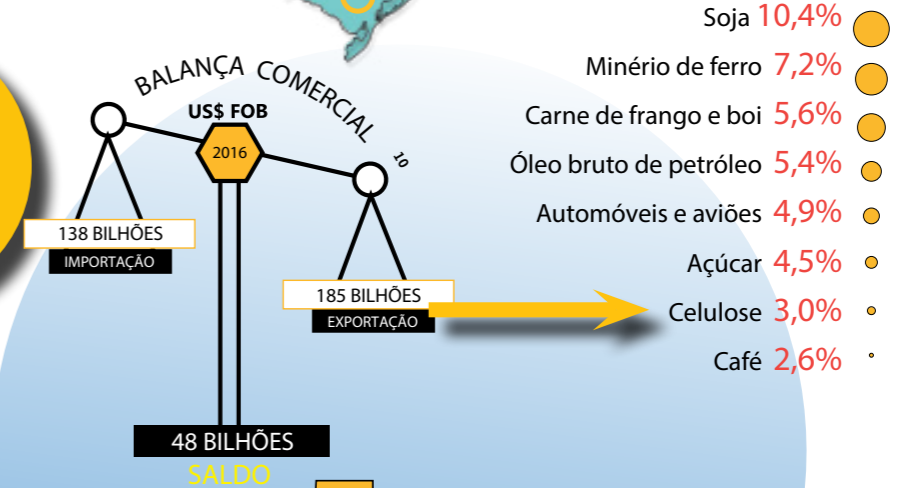 BALANÇA COMERCIAL 10
US$ FOB
2016
138 BILHÕES
IMPORTAÇÃO
185 BILHÕES
EXPORTAÇÃO
48 BILHÕES
SALDO
Soja 10,4%
Minério de ferro 7,2%
Carne de frango e boi 5,6%
Óleo bruto de petróleo 5,4%
Automóveis e aviões 4,9%
Açúcar 4,5%
Celulose 3,0%
Café 2,6%